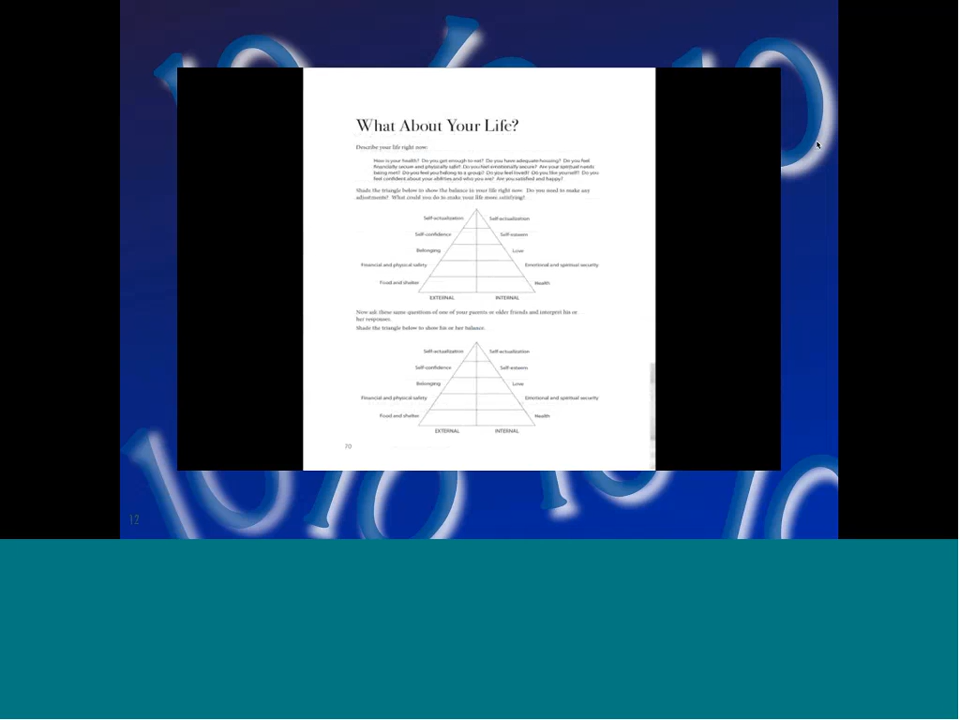 What About Your Life?
Describe your life right now:
How is your health? Do you get enough to eat? Do you have adequate housing? Do you feel
financially secure and physically safe? Do you feel emotionally secure? Are your spiritual needs
being met? Do you feel you belong to a group? Do you feel loved? Do you like yourself? Do you
feel confident about your abilities and who you are? Are you satisfied and happy?
Shade the triangle below to show the balance in your life right now. Do you need to make any
adjustments? What could you do to make your life more satisfying?
Self-actualization Self-actualization
Self-confidence Self-esteem
Belonging Love
Financial and physical safety Emotional and spiritual security
Food and shelter Health
EXTERNAL INTERNAL
Now ask these same questions of one of your parents or older friends and interpret his or
her responses.
Shade the triangle below to show his or her balance.
Self-actualization Self-actualization
Self-confidence Self-esteem
Belonging Love
Financial and physical safety Emotional and spiritual security
Food and shelter Health
EXTERNAL INTERNAL
70
12